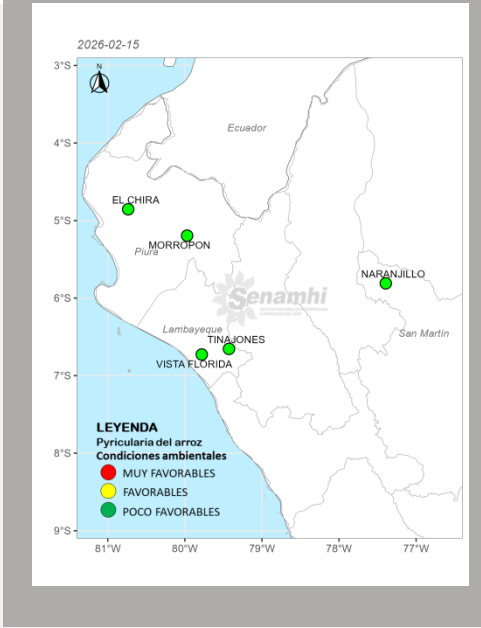 2026-02-15
3°S
N
4°S
Ecuador
EL CHIRA
5°S
MORROPON
Piura
NARANJILLO
6°S
Senamhi
Lambayeque
San Martin
TINAJONES
VISTA FLORIDA
7°S
LEYENDA
Pyricularia del arroz
Condiciones ambientales
8°S
MUY FAVORABLES
FAVORABLES
POCO FAVORABLES
9°S
81°W 80°W 79°W 78°W 77°W